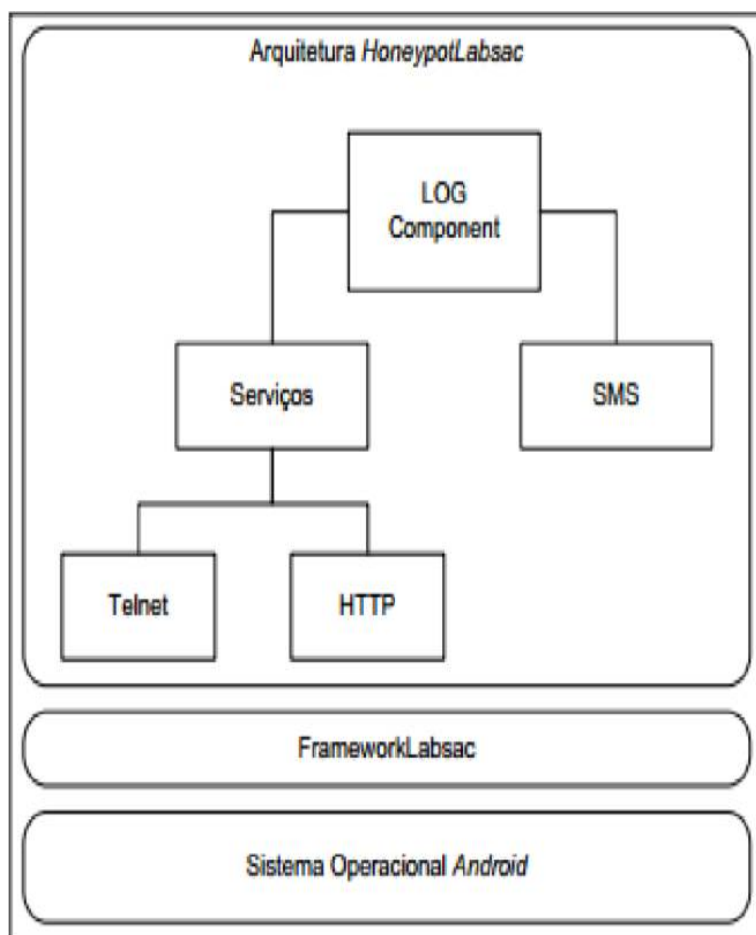 Arquitetura HoneypotLabsac
LOG
Component
Serviços
SMS
Telnet
HTTP
FrameworkLabsac
Sistema Operacional Android